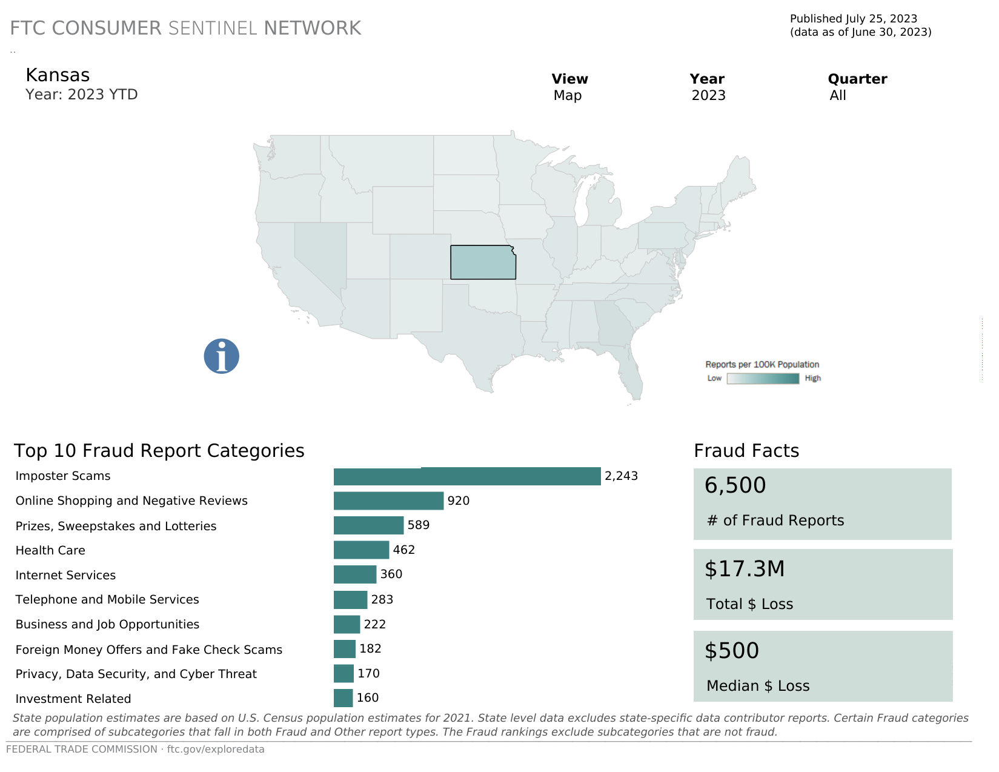 FTC CONSUMER SENTINEL NETWORK
Published July 25, 2023
(data as of June 30, 2023)
..
Kansas
Year: 2023 YTD
View
Map
Year
2023
Quarter
All
i
Reports per 100K Population
Low High
Top 10 Fraud Report Categories
Imposter Scams 2,243
Online Shopping and Negative Reviews 920
Prizes, Sweepstakes and Lotteries 589
Health Care 462
Internet Services 360
Telephone and Mobile Services 283
Business and Job Opportunities 222
Foreign Money Offers and Fake Check Scams 182
Privacy, Data Security, and Cyber Threat 170
Investment Related 160
Fraud Facts
6,500
# of Fraud Reports
$17.3M
Total $ Loss
$500
Median $ Loss
State population estimates are based on U.S. Census population estimates for 2021. State level data excludes state-specific data contributor reports. Certain Fraud categories
are comprised of subcategories that fall in both Fraud and Other report types. The Fraud rankings exclude subcategories that are not fraud.
FEDERAL TRADE COMMISSION · ftc.gov/exploredata